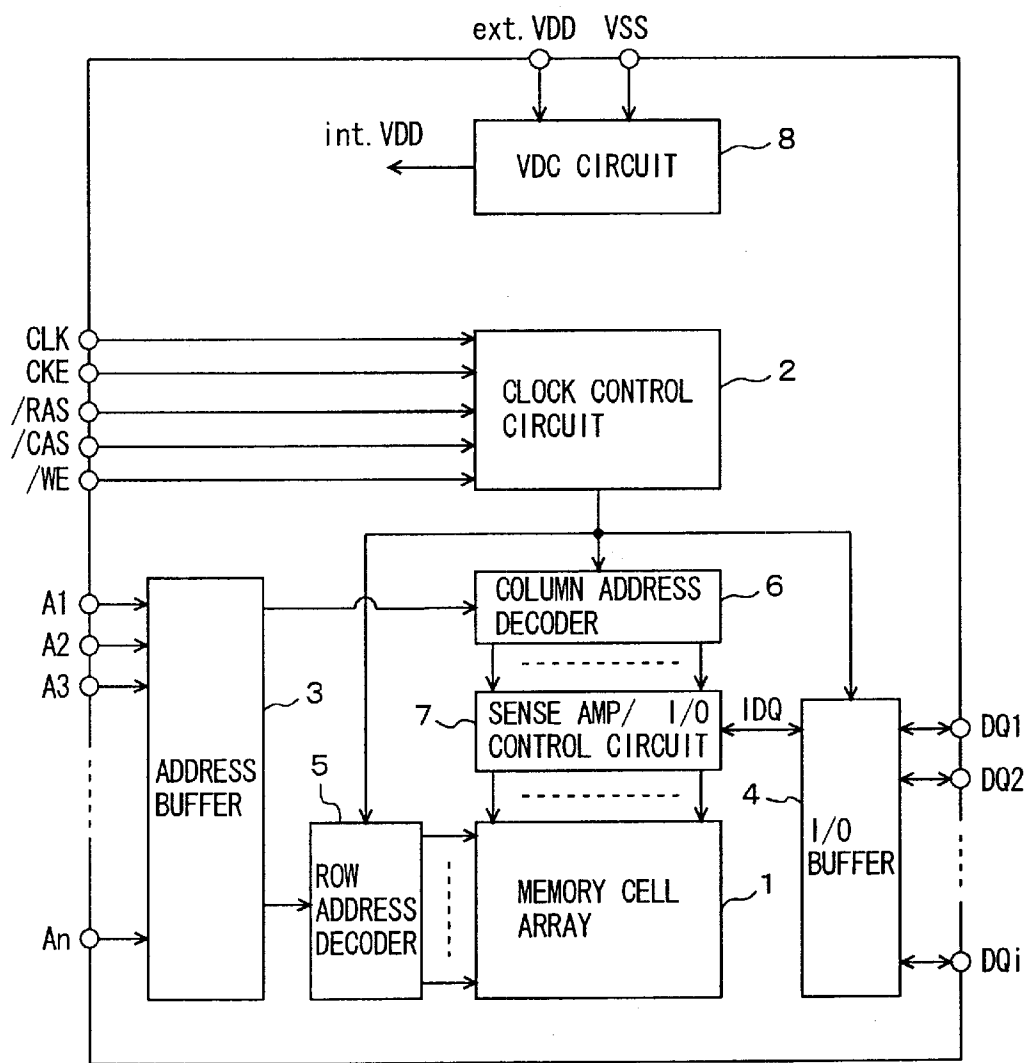 ext. VDD VSS
int. VDD
VDC CIRCUIT
8
CLK
CKE
/RAS
/CAS
/WE
CLOCK CONTROL
CIRCUIT
2
A1
A2
A3
An
ADDRESS
BUFFER
3
COLUMN ADDRESS
DECODER
6
7
SENSE AMP/ I/O
CONTROL CIRCUIT
IDQ
5
ROW
ADDRESS
DECODER
MEMORY CELL
ARRAY
1
4
I/O
BUFFER
DQ1
DQ2
DQi